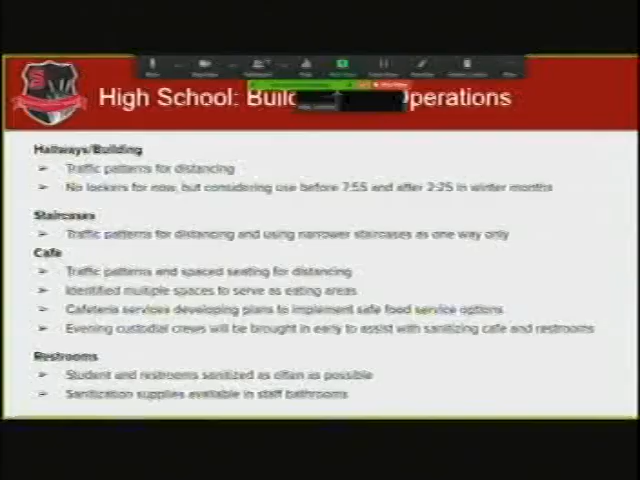 High School: Buil Operations
Hallways/Building
➢ Traffic patterns for distancing
➢ No lockers for now, but considering use before 7:55 and after 2:25 in winter months
Staircases
➢ Traffic patterns for distancing and using narrower staircases as one way only
Cafe
➢ Traffic patterns and spaced seating for distancing
➢ Identified multiple spaces to serve as eating areas
➢ Cafeteria services developing plans to implement safe food service options
➢ Evening custodial crews will be brought in early to assist with sanitizing cafe and restrooms
Restrooms
➢ Student and restrooms sanitized as often as possible
➢ Sanitization supplies available in staff bathrooms